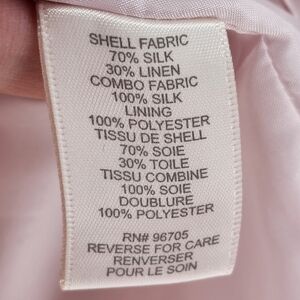 SHELL FABRIC
70% SILK
30% LINEN
COMBO FABRIC
100% SILK
LINING
100% POLYESTER
TISSU DE SHELL
70% SOIE
30% TOILE
TISSU COMBINE
100% SOIE
DOUBLURE
100% POLYESTER
RN# 96705
REVERSE FOR CARE
RENVERSER
POUR LE SOIN